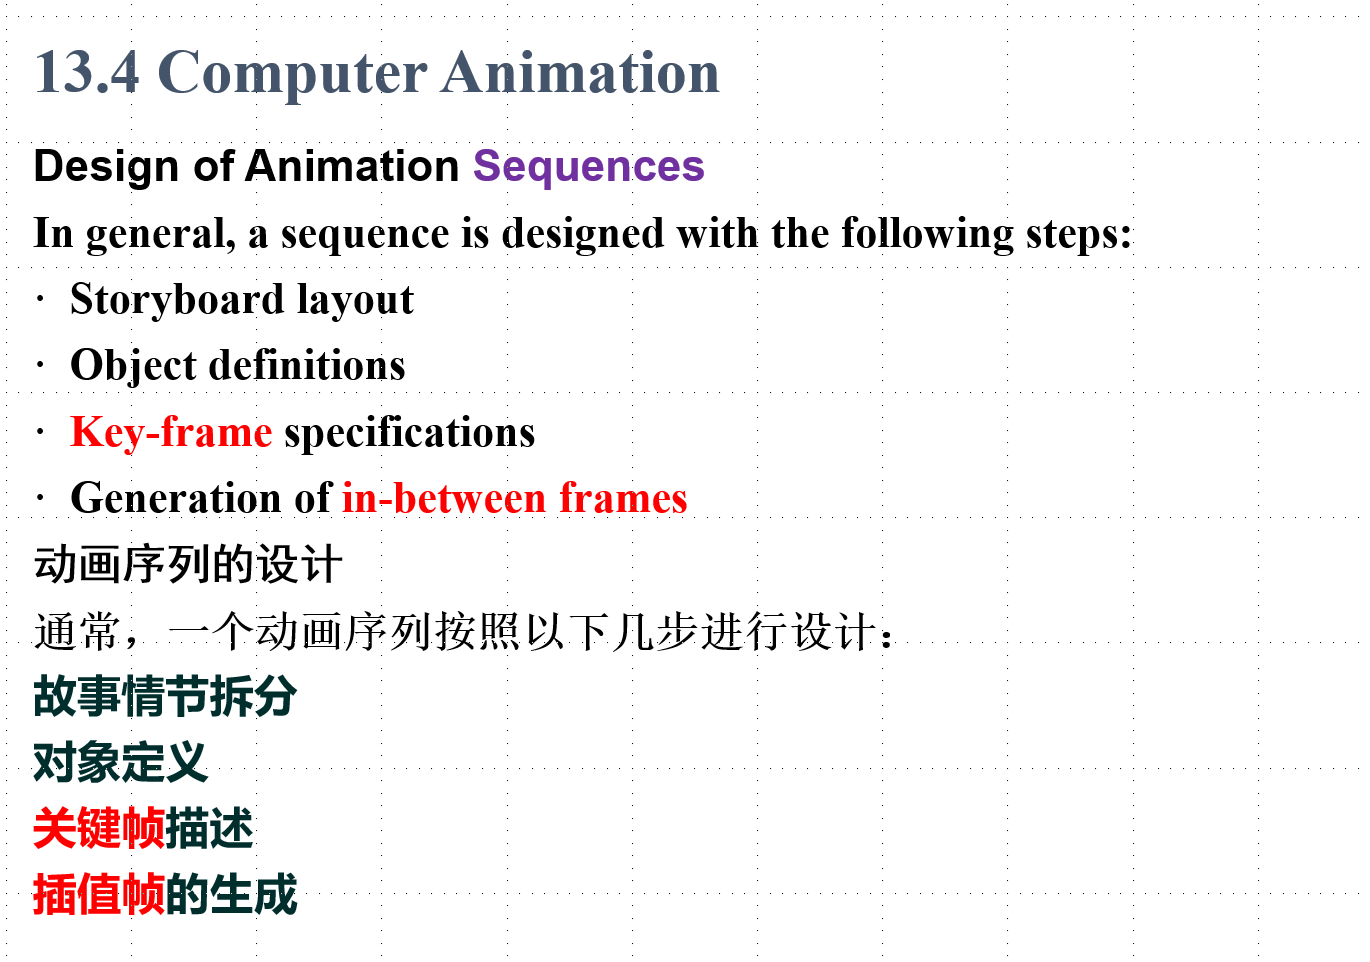 13.4 Computer Animation
Design of Animation Sequences
In general, a sequence is designed with the following steps:
· Storyboard layout
· Object definitions
· Key-frame specifications
· Generation of in-between frames
动画序列的设计
通常，一个动画序列按照以下几步进行设计：
故事情节拆分
对象定义
关键帧描述
插值帧的生成